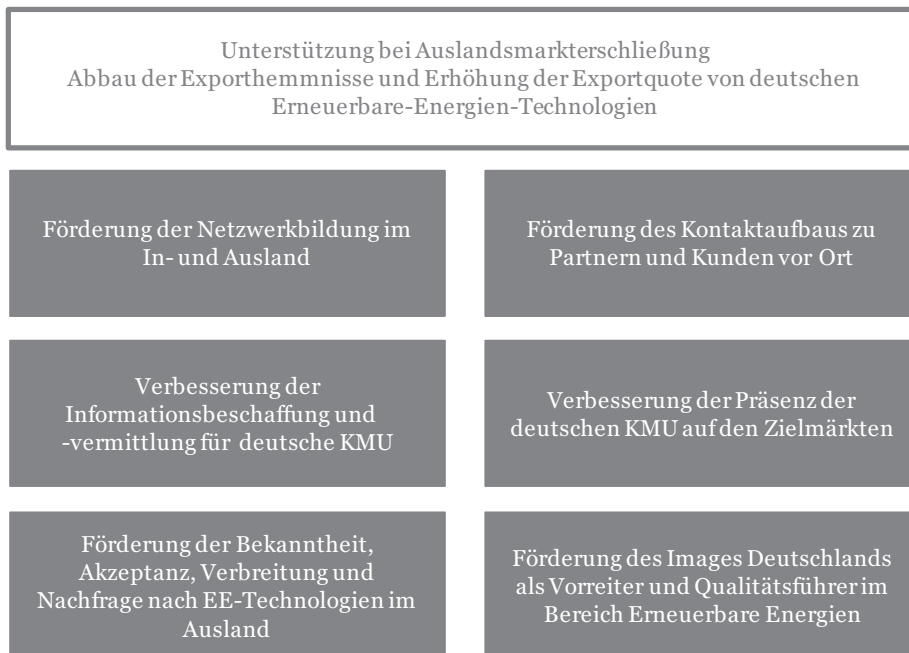 Unterstützung bei Auslandsmarkterschließung
Abbau der Exporthemmnisse und Erhöhung der Exportquote von deutschen
Erneuerbare-Energien-Technologien
Förderung der Netzwerkbildung im
In- und Ausland
Förderung des Kontaktaufbaus zu
Partnern und Kunden vor Ort
Verbesserung der
Informationsbeschaffung und
-vermittlung für deutsche KMU
Verbesserung der Präsenz der
deutschen KMU auf den Zielmärkten
Förderung der Bekanntheit,
Akzeptanz, Verbreitung und
Nachfrage nach EE-Technologien im
Ausland
Förderung des Images Deutschlands
als Vorreiter und Qualitätsführer im
Bereich Erneuerbare Energien